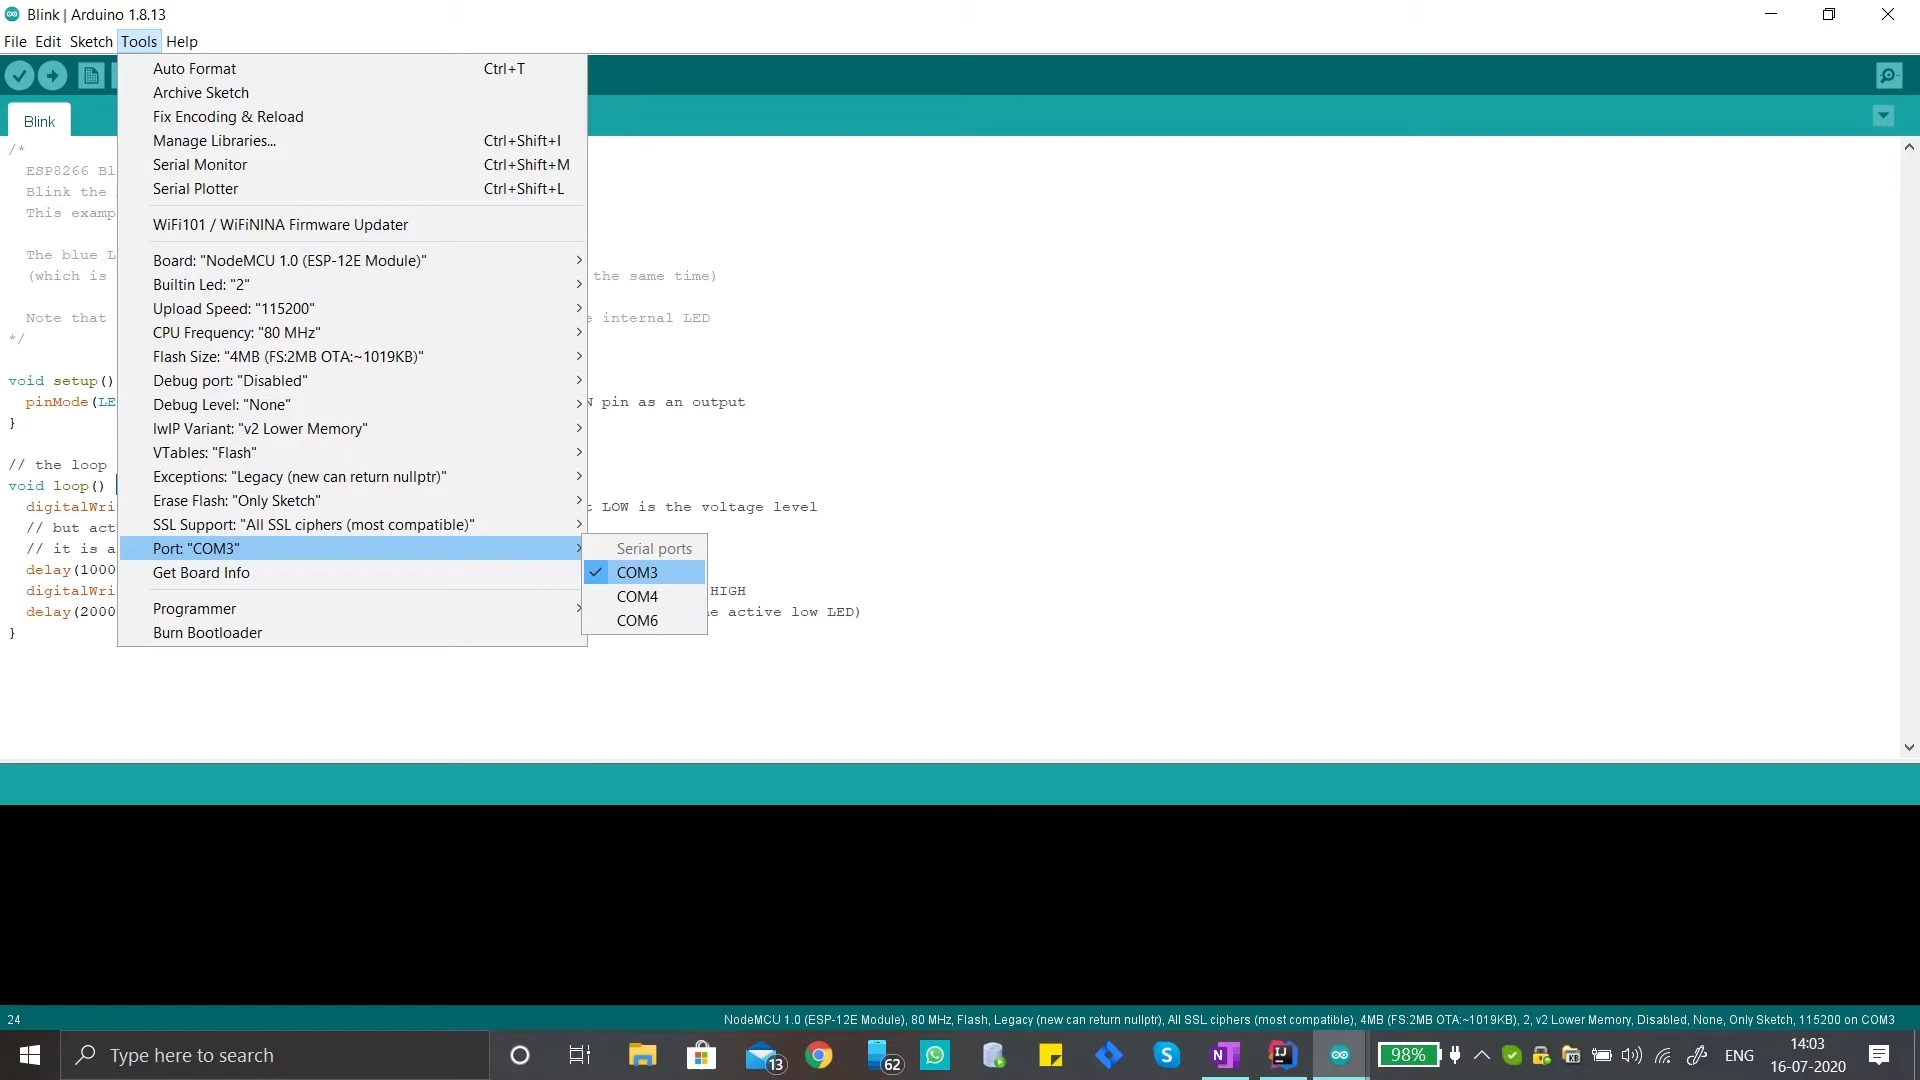 Blink | Arduino 1.8.13
File Edit Sketch Tools Help
Auto Format Ctrl+T
Archive Sketch
Fix Encoding & Reload
Manage Libraries... Ctrl+Shift+I
Serial Monitor Ctrl+Shift+M
Serial Plotter Ctrl+Shift+L
WiFi101 / WiFiNINA Firmware Updater
Board: "NodeMCU 1.0 (ESP-12E Module)"
Builtin Led: "2"
Upload Speed: "115200"
CPU Frequency: "80 MHz"
Flash Size: "4MB (FS:2MB OTA:~1019KB)"
Debug port: "Disabled"
Debug Level: "None"
lwIP Variant: "v2 Lower Memory"
VTables: "Flash"
Exceptions: "Legacy (new can return nullptr)"
Erase Flash: "Only Sketch"
SSL Support: "All SSL ciphers (most compatible)"
Port: "COM3"
Get Board Info
Programmer
Burn Bootloader
Serial ports
COM3
COM4
COM6
Blink
/*
ESP8266 Bl
Blink the
This examp
The blue L
(which is the same time)
Note that internal LED
*/
void setup()
pinMode(LE pin as an output
}
// the loop
void loop()
digitalWri LOW is the voltage level
// but act
// it is a
delay(1000
digitalWri HIGH
delay(2000 e active low LED)
}
24
NodeMCU 1.0 (ESP-12E Module), 80 MHz, Flash, Legacy (new can return nullptr), All SSL ciphers (most compatible), 4MB (FS:2MB OTA:~1019KB), 2, v2 Lower Memory, Disabled, None, Only Sketch, 115200 on COM3
Type here to search
13
62
98%
ENG
14:03
16-07-2020